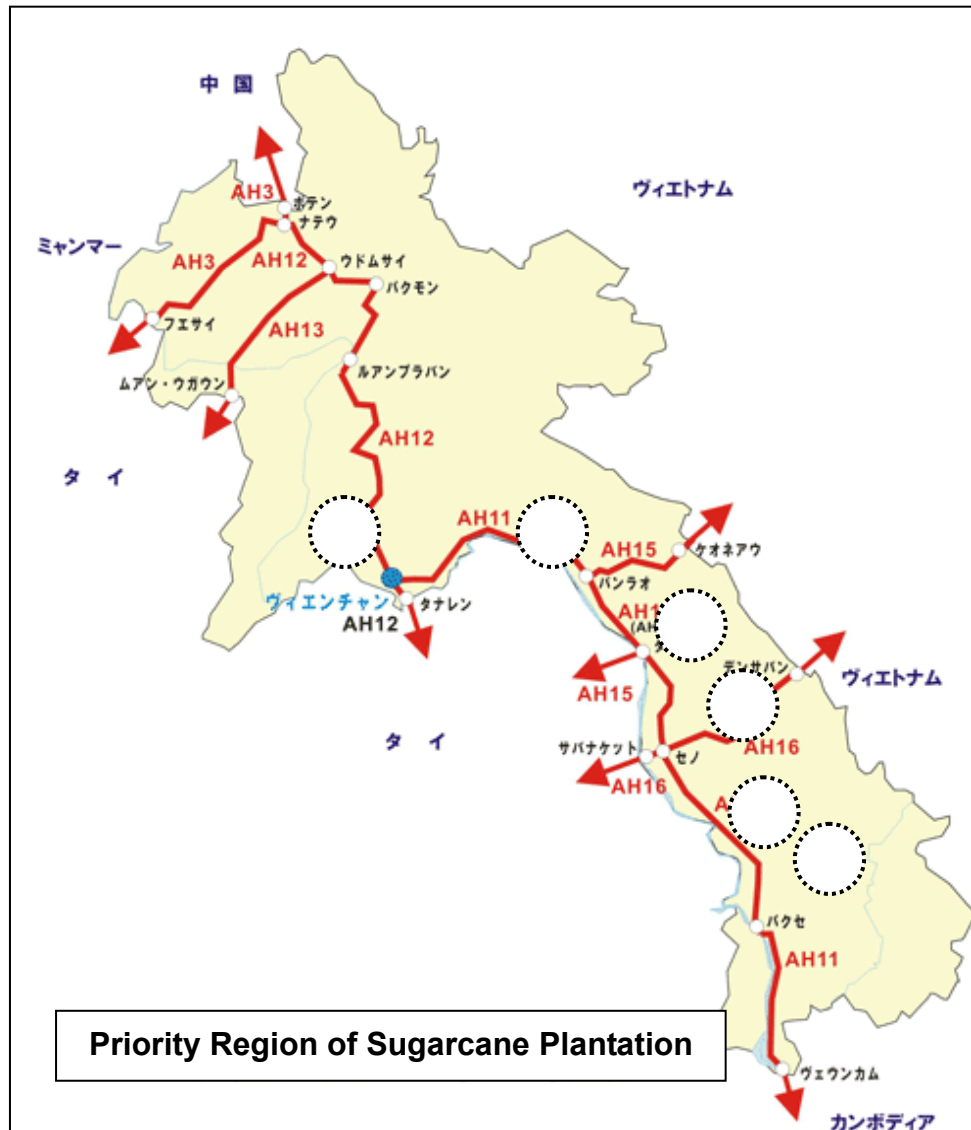 中 国
ヴィエトナム
AH3
ボテン
ナテウ
ミャンマー
AH3
AH12
ウドムサイ
パクモン
フエサイ
AH13
ルアンプラバン
ムアン・ウガウン
AH12
タ イ
AH11
AH15
ケオネアウ
バンラオ
ヴィエンチャン
タナレン
AH12
デンサバン
ヴィエトナム
AH15
タ イ
サバナケット
セノ
AH16
AH16
パクセ
AH11
Priority Region of Sugarcane Plantation
ヴェウンカム
カンボディア